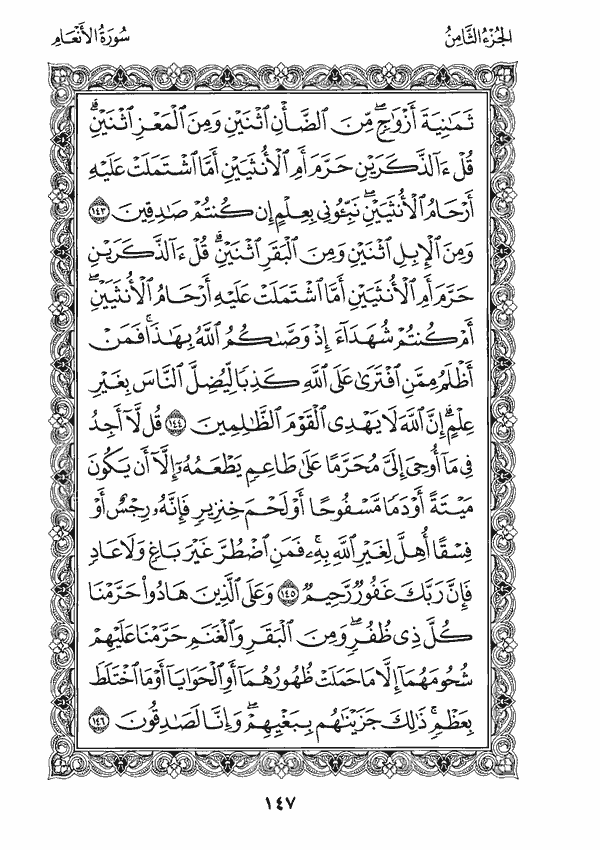 الجُزْءُ الثَّامِنُ
سُورَةُ الأَنْعَامِ
ثَمَٰنِيَةَ أَزْوَٰجٍ ۖ مِّنَ ٱلضَّأْنِ ٱثْنَيْنِ وَمِنَ ٱلْمَعْزِ ٱثْنَيْنِ ۗ
قُلْ ءَآلذَّكَرَيْنِ حَرَّمَ أَمِ ٱلْأُنثَيَيْنِ أَمَّا ٱشْتَمَلَتْ عَلَيْهِ
أَرْحَامُ ٱلْأُنثَيَيْنِ ۖ نَبِّـُٔونِى بِعِلْمٍ إِن كُنتُمْ صَٰدِقِينَ ١٤٣
وَمِنَ ٱلْإِبِلِ ٱثْنَيْنِ وَمِنَ ٱلْبَقَرِ ٱثْنَيْنِ ۗ قُلْ ءَآلذَّكَرَيْنِ
حَرَّمَ أَمِ ٱلْأُنثَيَيْنِ أَمَّا ٱشْتَمَلَتْ عَلَيْهِ أَرْحَامُ ٱلْأُنثَيَيْنِ ۖ
أَمْ كُنتُمْ شُهَدَآءَ إِذْ وَصَّىٰكُمُ ٱللَّهُ بِهَٰذَا ۚ فَمَنْ
أَظْلَمُ مِمَّنِ ٱفْتَرَىٰ عَلَى ٱللَّهِ كَذِبًا لِّيُضِلَّ ٱلنَّاسَ بِغَيْرِ
عِلْمٍ ۗ إِنَّ ٱللَّهَ لَا يَهْدِى ٱلْقَوْمَ ٱلظَّٰلِمِينَ ١٤٤ قُل لَّآ أَجِدُ
فِى مَآ أُوحِىَ إِلَىَّ مُحَرَّمًا عَلَىٰ طَاعِمٍ يَطْعَمُهُۥٓ إِلَّآ أَن يَكُونَ
مَيْتَةً أَوْ دَمًا مَّسْفُوحًا أَوْ لَحْمَ خِنزِيرٍ فَإِنَّهُۥ رِجْسٌ أَوْ
فِسْقًا أُهِلَّ لِغَيْرِ ٱللَّهِ بِهِۦ ۚ فَمَنِ ٱضْطُرَّ غَيْرَ بَاغٍ وَلَا عَادٍ
فَإِنَّ رَبَّكَ غَفُورٌ رَّحِيمٌ ١٤٥ وَعَلَى ٱلَّذِينَ هَادُوا۟ حَرَّمْنَا
كُلَّ ذِى ظُفُرٍ ۖ وَمِنَ ٱلْبَقَرِ وَٱلْغَنَمِ حَرَّمْنَا عَلَيْهِمْ
شُحُومَهُمَآ إِلَّا مَا حَمَلَتْ ظُهُورُهُمَآ أَوِ ٱلْحَوَايَآ أَوْ مَا ٱخْتَلَطَ
بِعَظْمٍ ۚ ذَٰلِكَ جَزَيْنَٰهُم بِبَغْيِهِمْ ۖ وَإِنَّا لَصَٰدِقُونَ ١٤٦
١٤٧